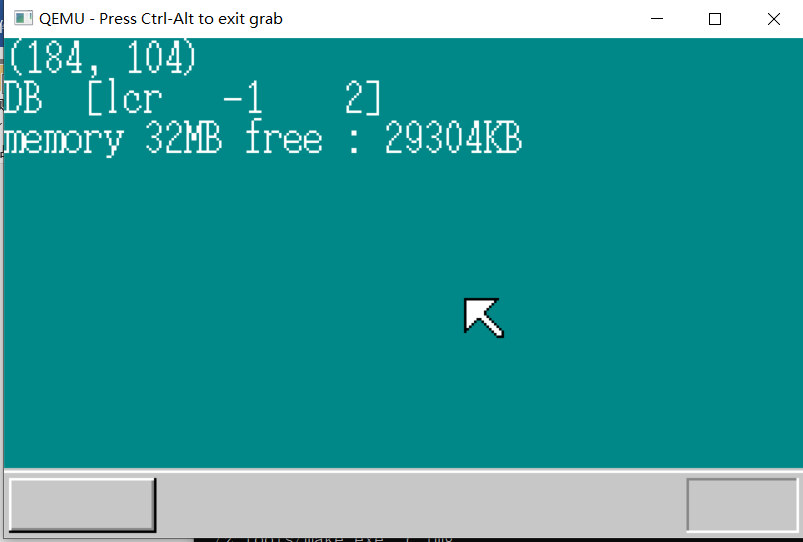 QEMU - Press Ctrl-Alt to exit grab
(184, 104)
DB [lcr -1 2]
memory 32MB free : 29304KB